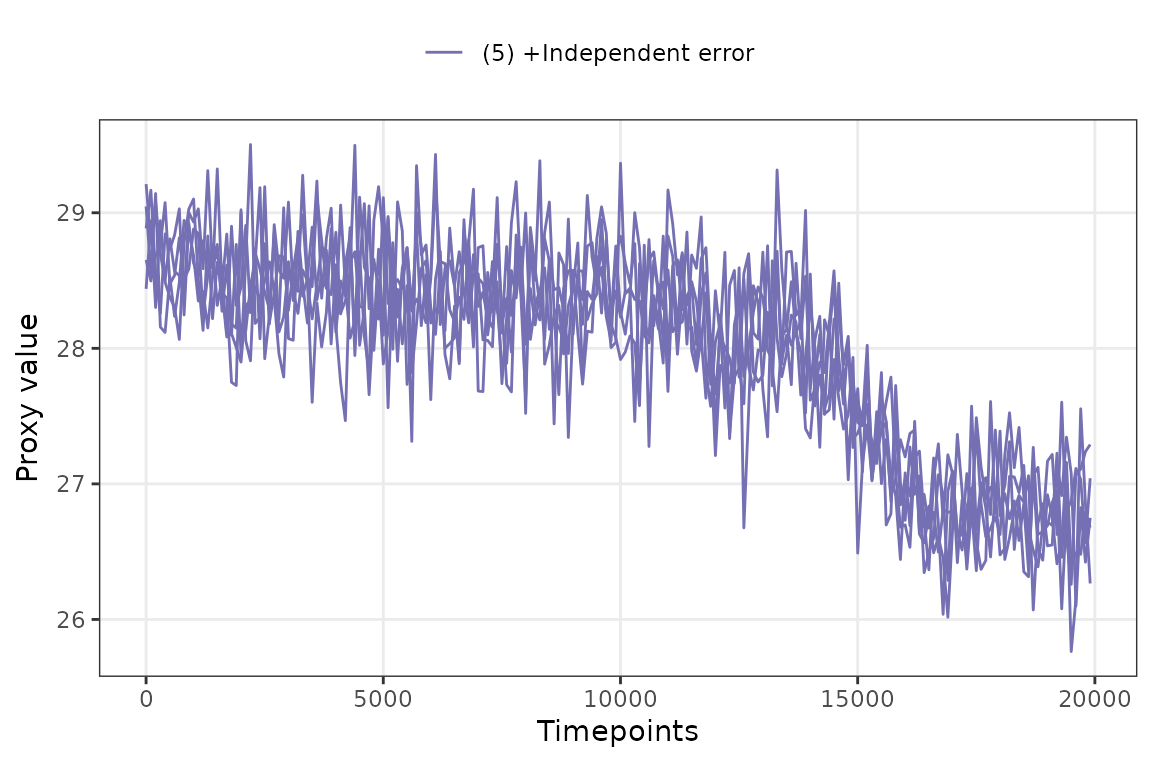 (5) +Independent error
29
28
27
26
Proxy value
0 5000 10000 15000 20000
Timepoints